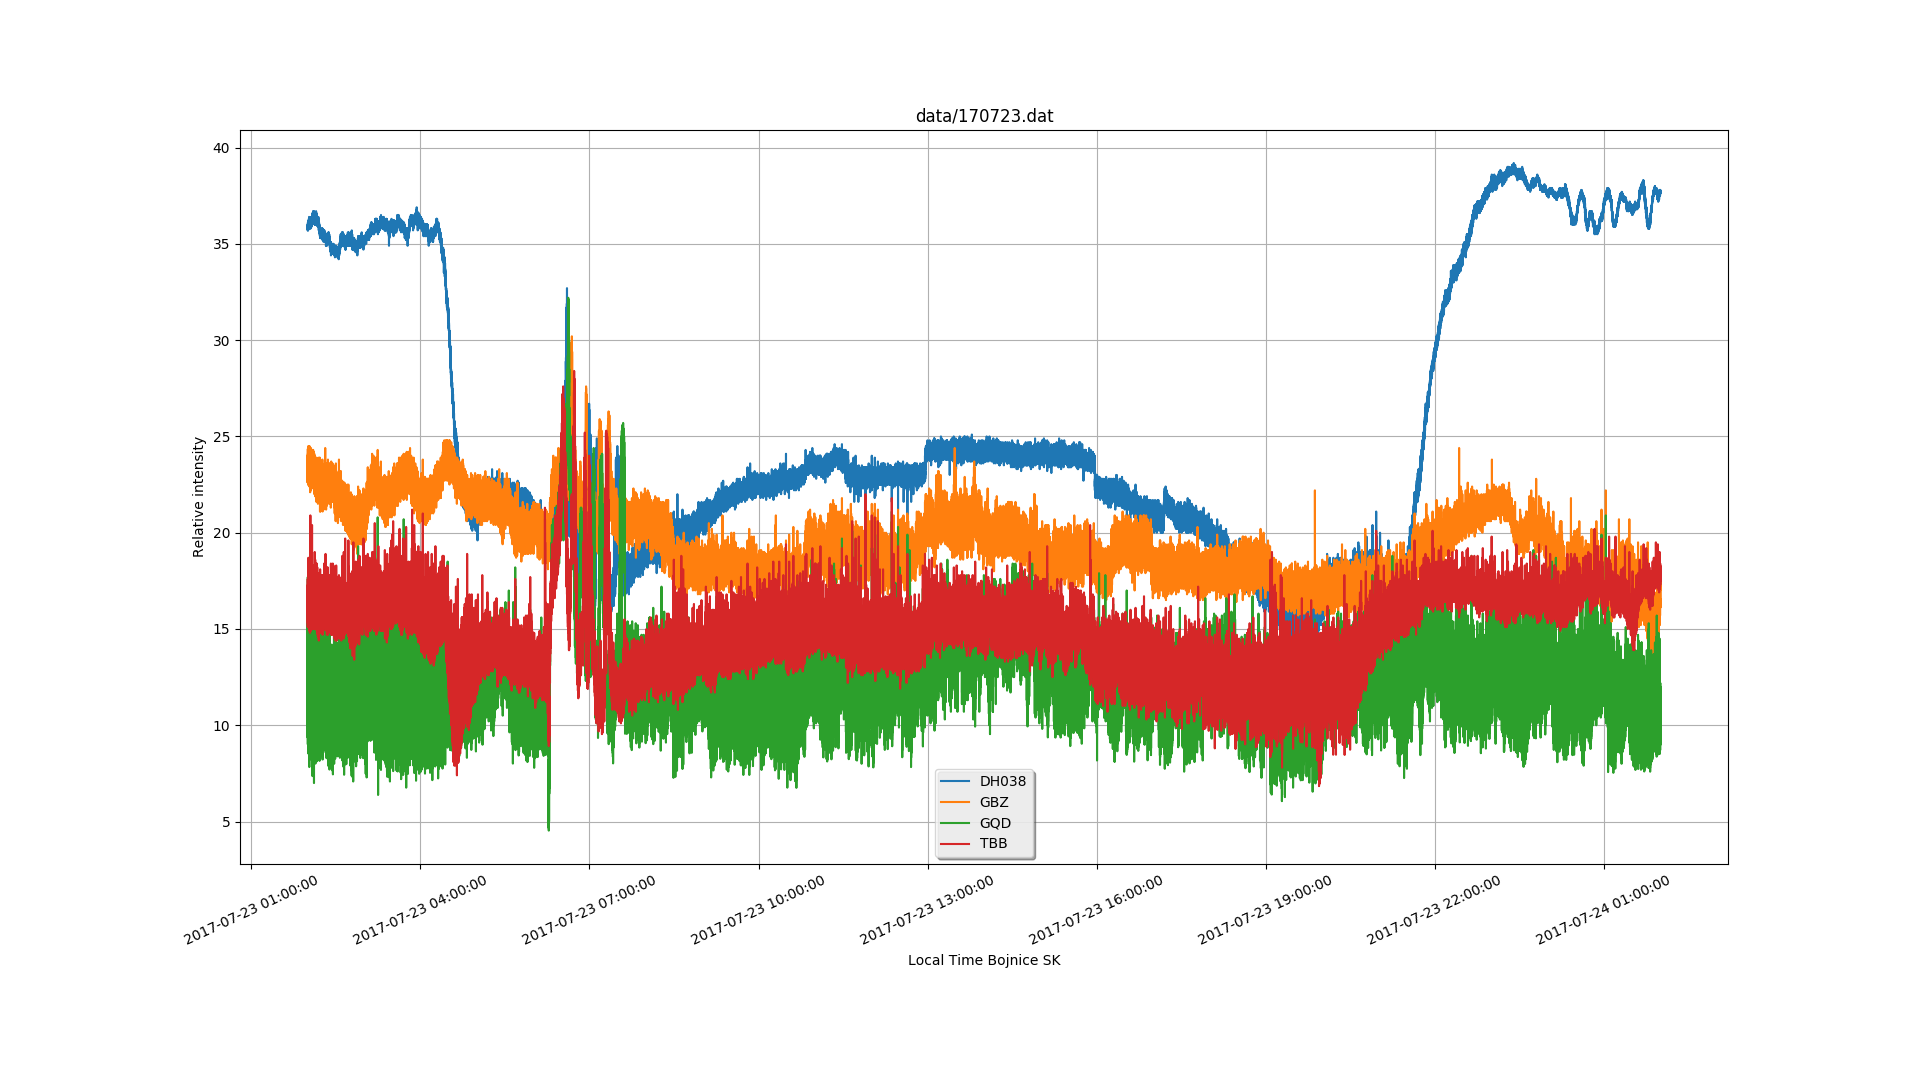 data/170723.dat
Relative intensity
40
35
30
25
20
15
10
5
DH038
GBZ
GQD
TBB
2017-07-23 01:00:00
2017-07-23 04:00:00
2017-07-23 07:00:00
2017-07-23 10:00:00
2017-07-23 13:00:00
2017-07-23 16:00:00
2017-07-23 19:00:00
2017-07-23 22:00:00
2017-07-24 01:00:00
Local Time Bojnice SK